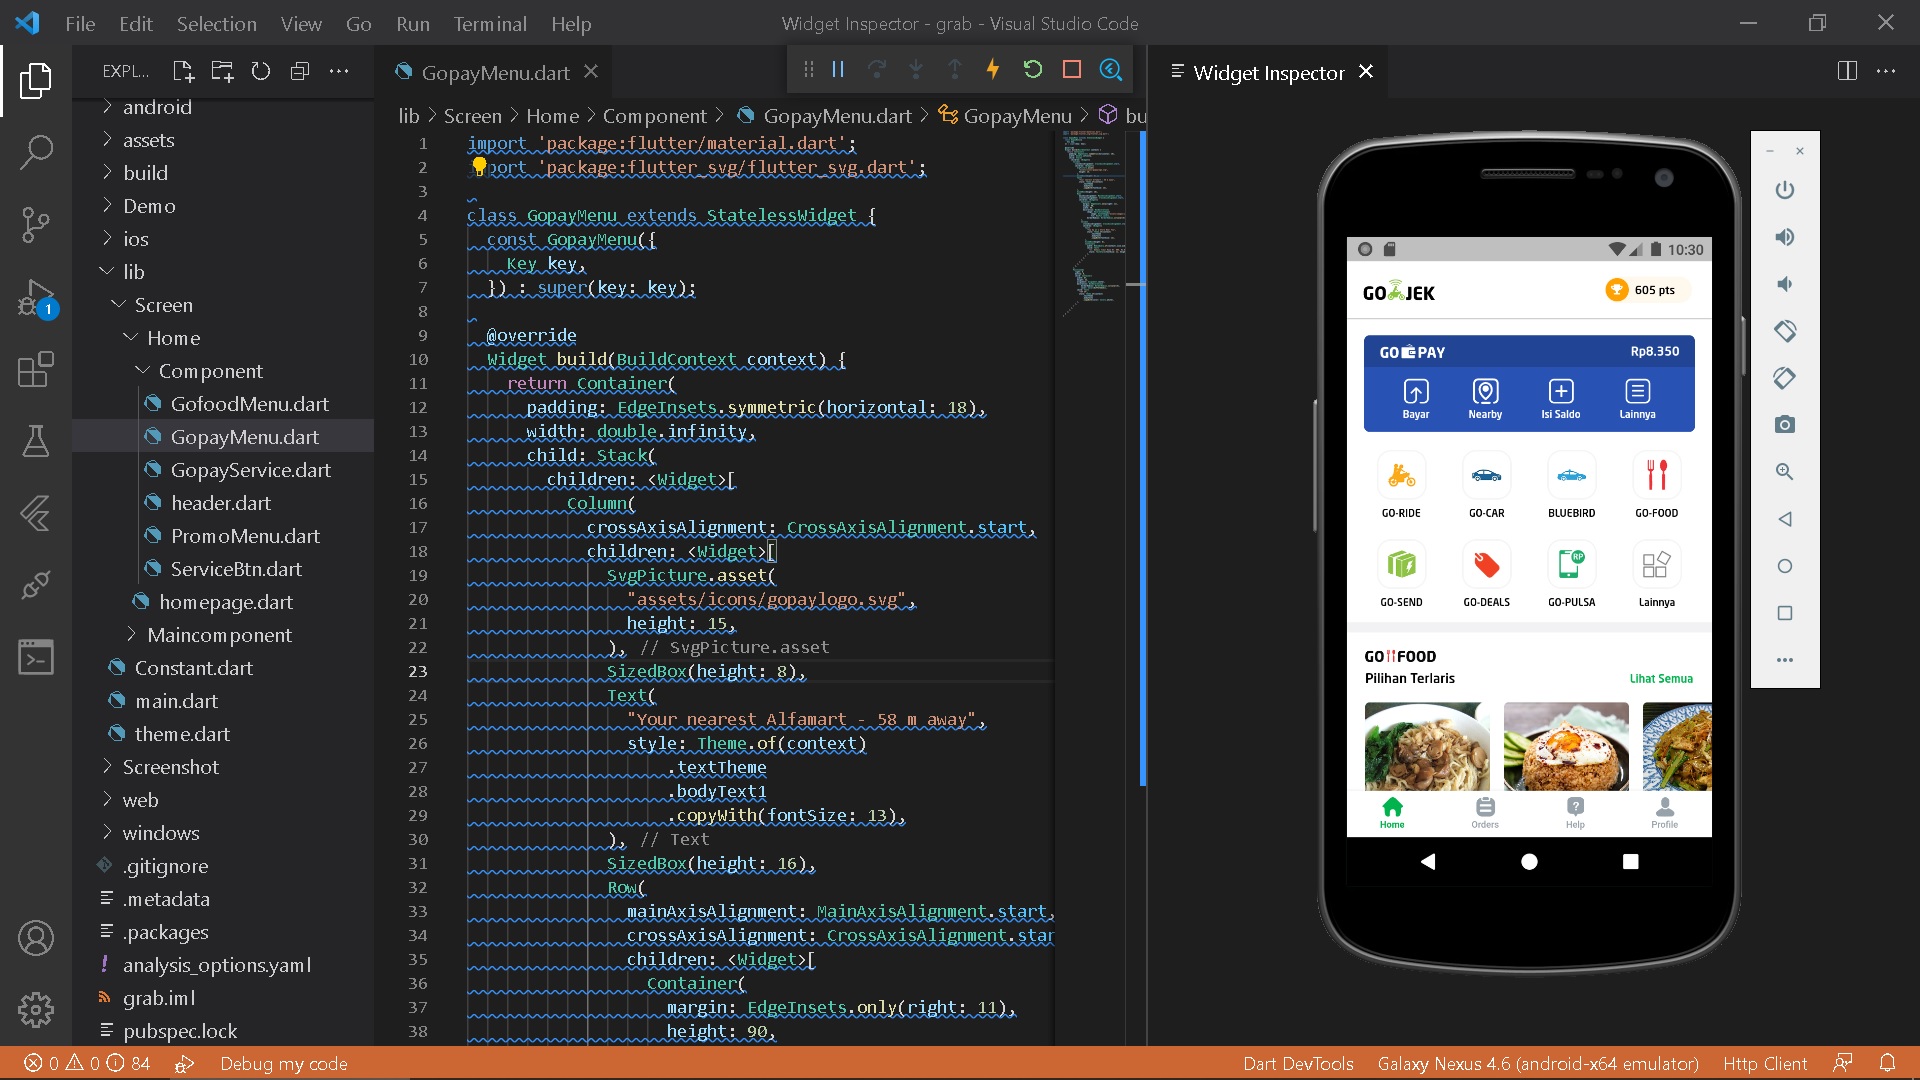 File Edit Selection View Go Run Terminal Help
Widget Inspector - grab - Visual Studio Code
EXPL...
android
assets
build
Demo
ios
lib
Screen
Home
Component
GofoodMenu.dart
GopayMenu.dart
GopayService.dart
header.dart
PromoMenu.dart
ServiceBtn.dart
homepage.dart
Maincomponent
Constant.dart
main.dart
theme.dart
Screenshot
web
windows
.gitignore
.metadata
.packages
analysis_options.yaml
grab.iml
pubspec.lock
1
GopayMenu.dart
lib > Screen > Home > Component > GopayMenu.dart > GopayMenu > bu
1 import 'package:flutter/material.dart';
2 port 'package:flutter_svg/flutter_svg.dart';
3
4 class GopayMenu extends StatelessWidget {
5 const GopayMenu({
6 Key key,
7 }) : super(key: key);
8
9 @override
10 Widget build(BuildContext context) {
11 return Container(
12 padding: EdgeInsets.symmetric(horizontal: 18),
13 width: double.infinity,
14 child: Stack(
15 children: <Widget>[
16 Column(
17 crossAxisAlignment: CrossAxisAlignment.start,
18 children: <Widget>[
19 SvgPicture.asset(
20 "assets/icons/gopaylogo.svg",
21 height: 15,
22 ), // SvgPicture.asset
23 SizedBox(height: 8),
24 Text(
25 "Your nearest Alfamart - 58 m away",
26 style: Theme.of(context)
27 .textTheme
28 .bodyText1
29 .copyWith(fontSize: 13),
30 ), // Text
31 SizedBox(height: 16),
32 Row(
33 mainAxisAlignment: MainAxisAlignment.start,
34 crossAxisAlignment: CrossAxisAlignment.star
35 children: <Widget>[
36 Container(
37 margin: EdgeInsets.only(right: 11),
38 height: 90,
Widget Inspector
10:30
GO JEK
605 pts
GO PAY
Rp8.350
Bayar Nearby Isi Saldo Lainnya
GO-RIDE GO-CAR BLUEBIRD GO-FOOD
RP
GO-SEND GO-DEALS GO-PULSA Lainnya
GO FOOD
Pilihan Terlaris
Lihat Semua
Home Orders Help Profile
0 0 84 Debug my code
Dart DevTools Galaxy Nexus 4.6 (android-x64 emulator) Http Client